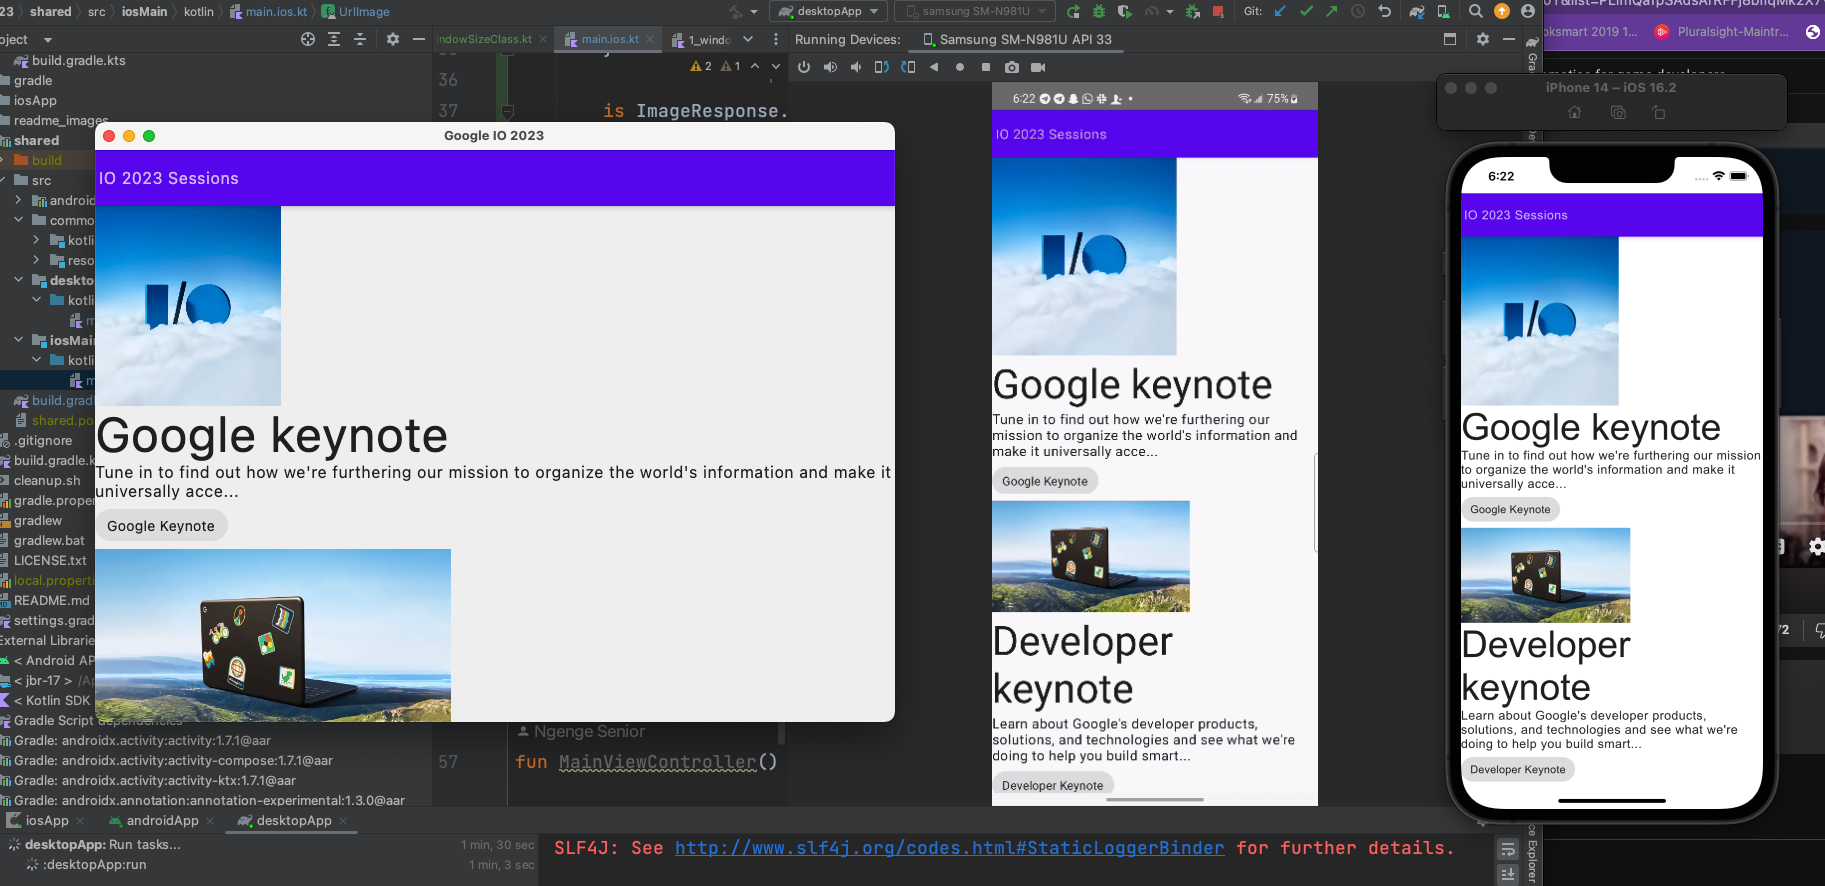 23 shared src iosMain kotlin main.ios.kt UrlImage
desktopApp samsung SM-N981U Git:
oject
indowSizeClass.kt main.ios.kt 1_windo
Running Devices: Samsung SM-N981U API 33
oksmart 2019 1... Pluralsight-Maintr...
build.gradle.kts
gradle
iosApp
readme_images
shared
build
src
android
commo
kotli
reso
deskto
kotli
m
iosMai
kotli
m
build.gradl
shared.po
.gitignore
build.gradle.k
cleanup.sh
gradle.proper
gradlew
gradlew.bat
LICENSE.txt
local.properti
README.md
settings.grad
External Librarie
< Android AP
< jbr-17 > /Ap
< Kotlin SDK
Gradle Script dependencies
Gradle: androidx.activity:activity:1.7.1@aar
Gradle: androidx.activity:activity-compose:1.7.1@aar
Gradle: androidx.activity:activity-ktx:1.7.1@aar
Gradle: androidx.annotation:annotation-experimental:1.3.0@aar
2 1
36
37 is ImageResponse.
Ngenge Senior
57 fun MainViewController()
Google IO 2023
IO 2023 Sessions
I/O
Google keynote
Tune in to find out how we're furthering our mission to organize the world's information and make it
universally acce...
Google Keynote
6:22 75%
IO 2023 Sessions
I/O
Google keynote
Tune in to find out how we're furthering our
mission to organize the world's information and
make it universally acce...
Google Keynote
Developer
keynote
Learn about Google's developer products,
solutions, and technologies and see what we're
doing to help you build smart...
Developer Keynote
iPhone 14 – iOS 16.2
6:22
IO 2023 Sessions
I/O
Google keynote
Tune in to find out how we're furthering our mission
to organize the world's information and make it
universally acce...
Google Keynote
Developer
keynote
Learn about Google's developer products,
solutions, and technologies and see what we're
doing to help you build smart...
Developer Keynote
72
iosApp androidApp desktopApp
desktopApp: Run tasks... 1 min, 30 sec
:desktopApp:run 1 min, 3 sec
SLF4J: See http://www.slf4j.org/codes.html#StaticLoggerBinder for further details.
ce Explorer